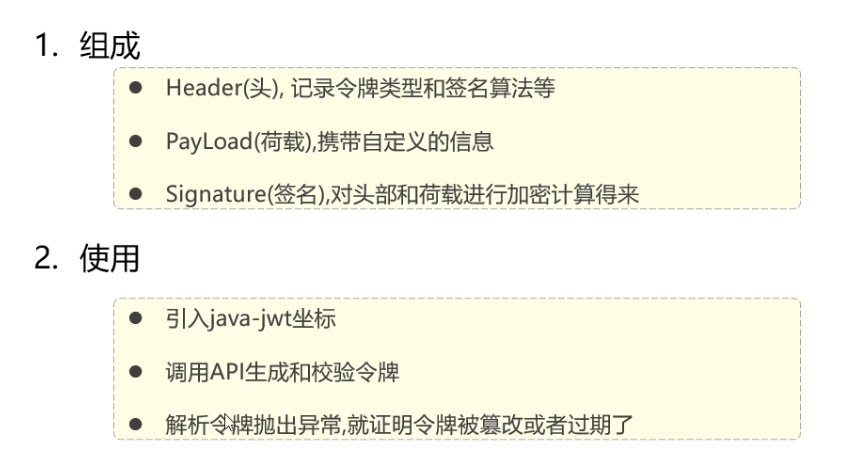 1. 组成
● Header(头), 记录令牌类型和签名算法等
● PayLoad(荷载),携带自定义的信息
● Signature(签名),对头部和荷载进行加密计算得来
2. 使用
● 引入java-jwt坐标
● 调用API生成和校验令牌
● 解析令牌抛出异常,就证明令牌被篡改或者过期了